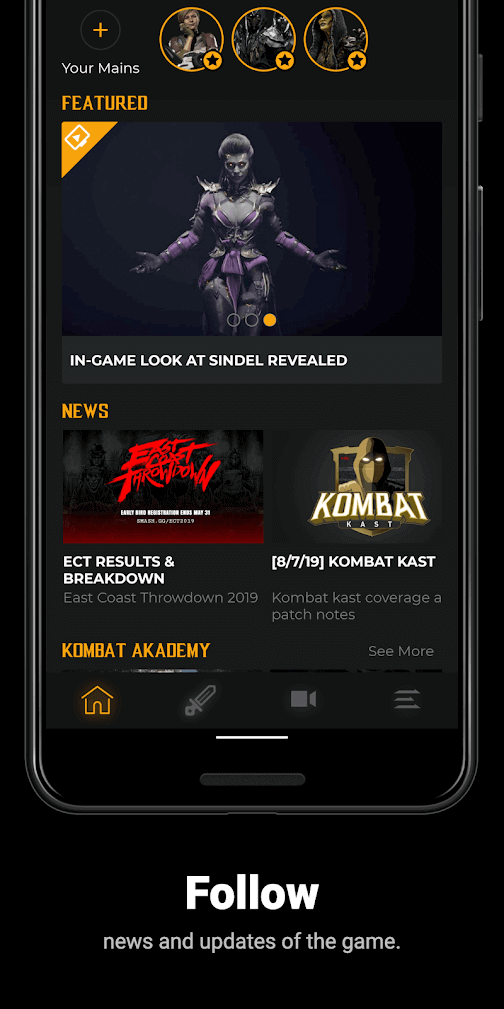 Your Mains
FEATURED
IN-GAME LOOK AT SINDEL REVEALED
NEWS
EAST COAST THROWDOWN
EARLY BIRD REGISTRATION ENDS MAY 31
SMASH.GG/ECT2019
KOMBAT
KAST
ECT RESULTS &
BREAKDOWN
East Coast Throwdown 2019
[8/7/19] KOMBAT KAST
Kombat kast coverage a
patch notes
KOMBAT AKADEMY
See More
Follow
news and updates of the game.